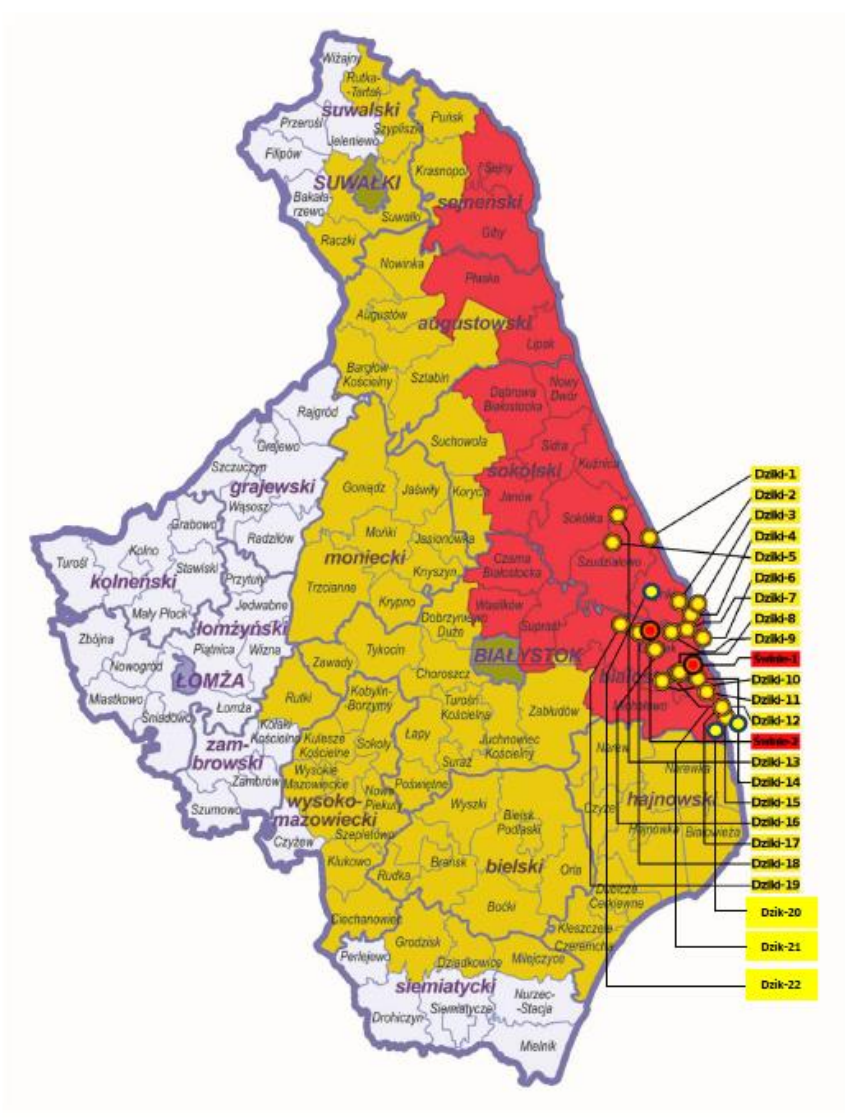 Wiżajny
Rutka-
-Tartak
suwalski
Szypliszki
Puńsk
Przerośl
Jeleniewo
Filipów
Krasnopol
Sejny
SUWAŁKI
Bakała-
rzewo
Suwałki
sejneński
Giby
Raczki
Nowinka
Płaska
Augustów
augustowski
Lipsk
Bargłów
Kościelny
Sztabin
Dąbrowa
Białostocka
Nowy
Dwór
Rajgród
Suchowola
Sidra
Kuźnica
Grajewo
Szczuczyn
grajewski
Goniądz
Jaświły
Korycin
sokólski
Janów
Wąsosz
Grabowo
Radziłów
Mońki
Jasionówka
Sokółka
Turośl
Kolno
Stawiski
kolneński
moniecki
Knyszyn
Czarna
Białostocka
Szudziałowo
Przytuły
Trzcianne
Krypno
Mały Płock
Jedwabne
Dobrzyniewo
Duże
Wasilków
Supraśl
Zbójna
łomżyński
Piątnica
Wizna
Tykocin
BIAŁYSTOK
Nowogród
ŁOMŻA
Zawady
Choroszcz
Miastkowo
Śniadowo
Łomża
Rutki
Kobylin-
Borzymy
Turośń
Kościelna
Zabłudów
Michałowo
Kołaki
Kościelne
Kulesze
Kościelne
Sokoły
Łapy
Juchnowiec
Kościelny
Suraż
Narew
Narewka
zam-
browski
Zambrów
Wysokie
Mazowieckie
Nowe
Piekuty
Poświętne
Szumowo
wysoko-
mazowiecki
Szepietowo
Wyszki
Bielsk
Podlaski
Czyże
hajnowski
Hajnówka
Białowieża
Czyżew
Klukowo
Rudka
Brańsk
bielski
Orla
Boćki
Dubicze
Cerkiewne
Ciechanowiec
Kleszczele
Czeremcha
Grodzisk
Perlejewo
Dziadkowice
Milejczyce
siemiatycki
Nurzec-
-Stacja
Drohiczyn
Siemiatycze
Mielnik
Dziki-1
Dziki-2
Dziki-3
Dziki-4
Dziki-5
Dziki-6
Dziki-7
Dziki-8
Dziki-9
Świnie-1
Dziki-10
Dziki-11
Dziki-12
Świnie-2
Dziki-13
Dziki-14
Dziki-15
Dziki-16
Dziki-17
Dziki-18
Dziki-19
Dzik-20
Dzik-21
Dzik-22